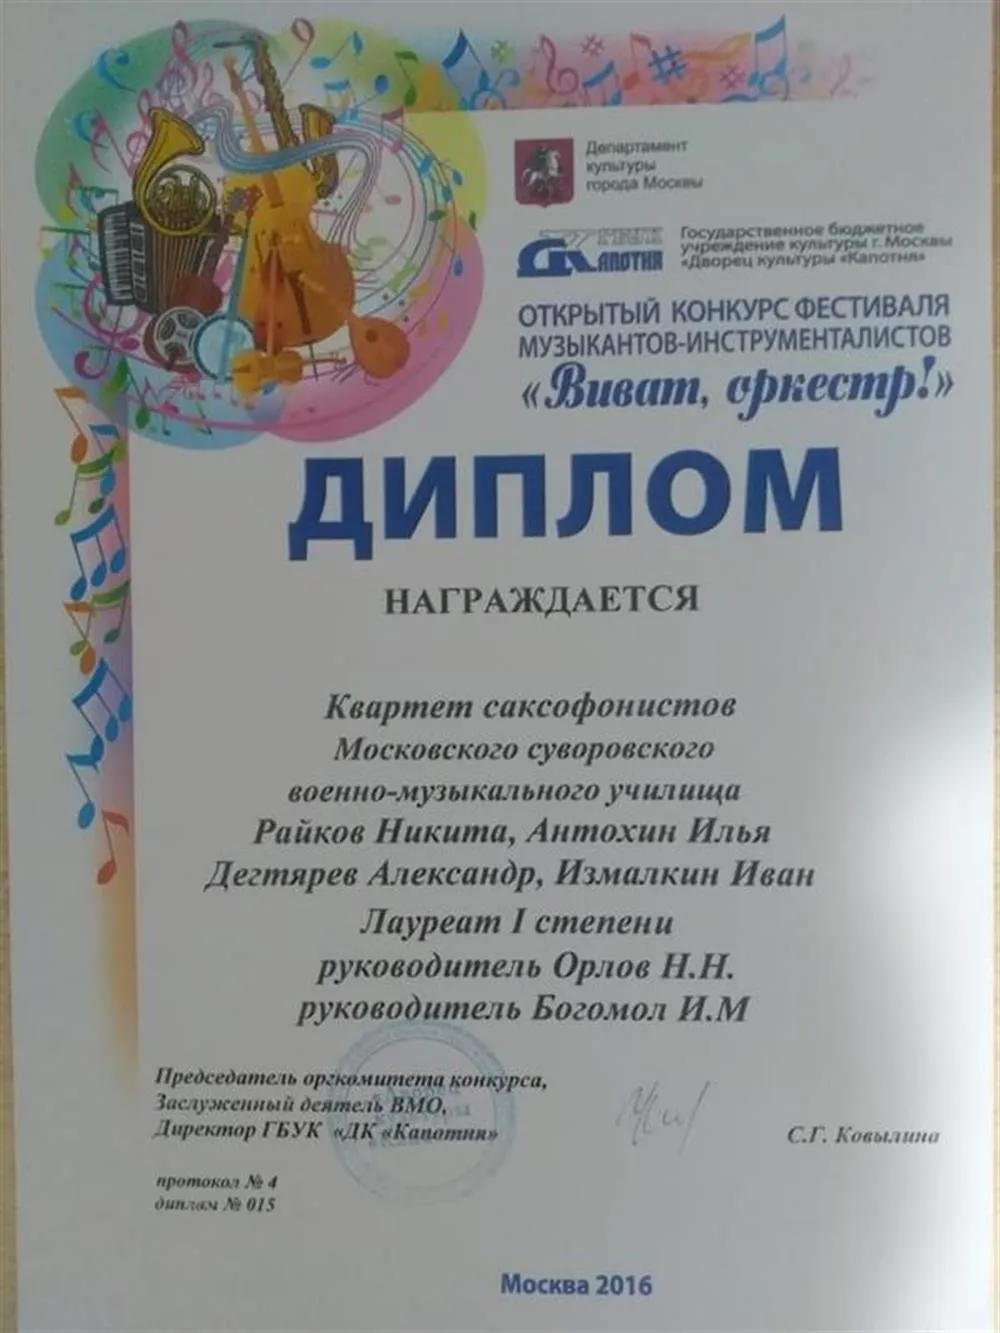 Департамент
культуры
города Москвы
ГБУК
КАПОТНЯ
Государственное бюджетное
учреждение культуры г. Москвы
«Дворец культуры «Капотня»
ОТКРЫТЫЙ КОНКУРС ФЕСТИВАЛЯ
МУЗЫКАНТОВ-ИНСТРУМЕНТАЛИСТОВ
«Виват, оркестр!»
ДИПЛОМ
НАГРАЖДАЕТСЯ
Квартет саксофонистов
Московского суворовского
военно-музыкального училища
Райков Никита, Антохин Илья
Дегтярев Александр, Измалкин Иван
Лауреат I степени
руководитель Орлов Н.Н.
руководитель Богомол И.М
Председатель оргкомитета конкурса,
Заслуженный деятель ВМО,
Директор ГБУК «ДК «Капотня»
С.Г. Ковылина
протокол № 4
диплом № 015
Москва 2016